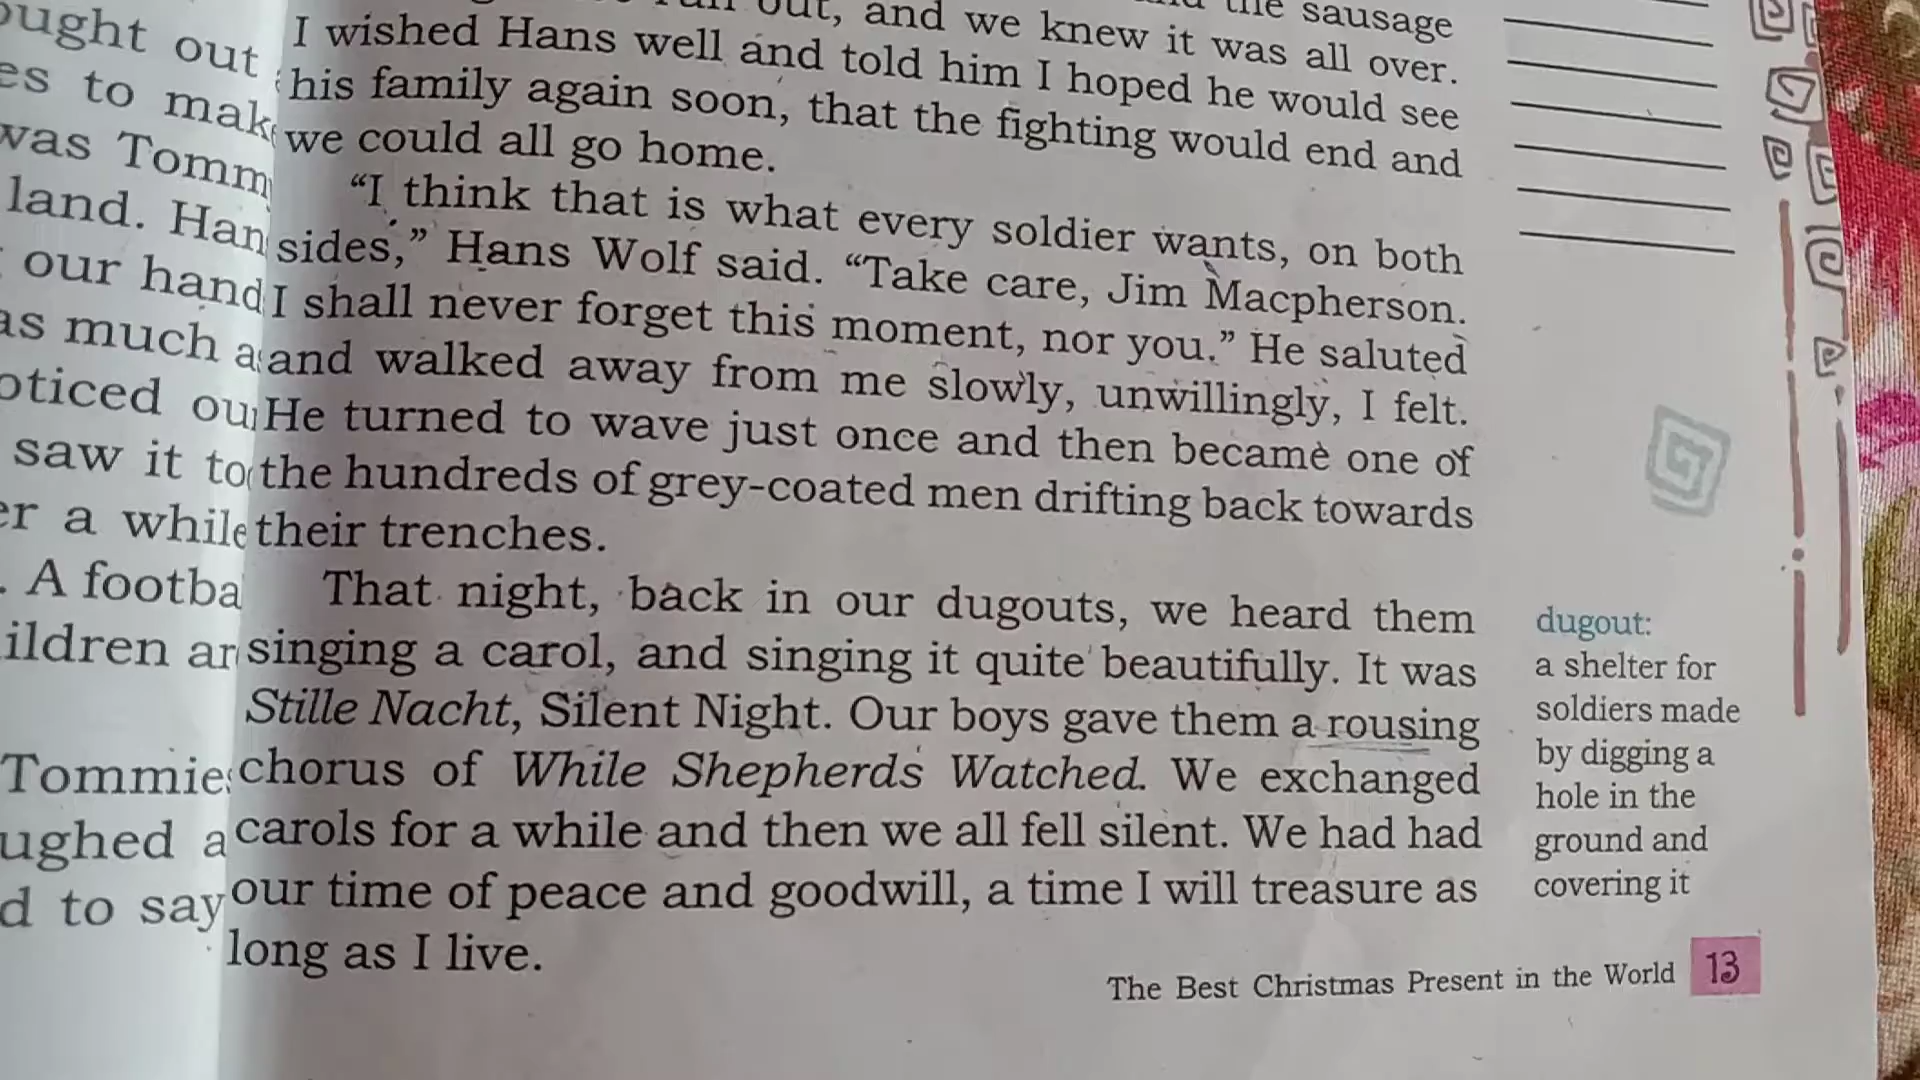 ought out
es to mak
was Tomm
land. Han
our hand
as much a
oticed ou
saw it to
er a while
. A footba
ildren ar
Tommies
ughed a
d to say
out, and the sausage
and we knew it was all over.
I wished Hans well and told him I hoped he would see
his family again soon, that the fighting would end and
we could all go home.
“I think that is what every soldier wants, on both
sides,” Hans Wolf said. “Take care, Jim Macpherson.
I shall never forget this moment, nor you.” He saluted
and walked away from me slowly, unwillingly, I felt.
He turned to wave just once and then became one of
the hundreds of grey-coated men drifting back towards
their trenches.
That night, back in our dugouts, we heard them
singing a carol, and singing it quite beautifully. It was
Stille Nacht, Silent Night. Our boys gave them a rousing
chorus of While Shepherds Watched. We exchanged
carols for a while and then we all fell silent. We had had
our time of peace and goodwill, a time I will treasure as
long as I live.
dugout:
a shelter for
soldiers made
by digging a
hole in the
ground and
covering it
The Best Christmas Present in the World 13